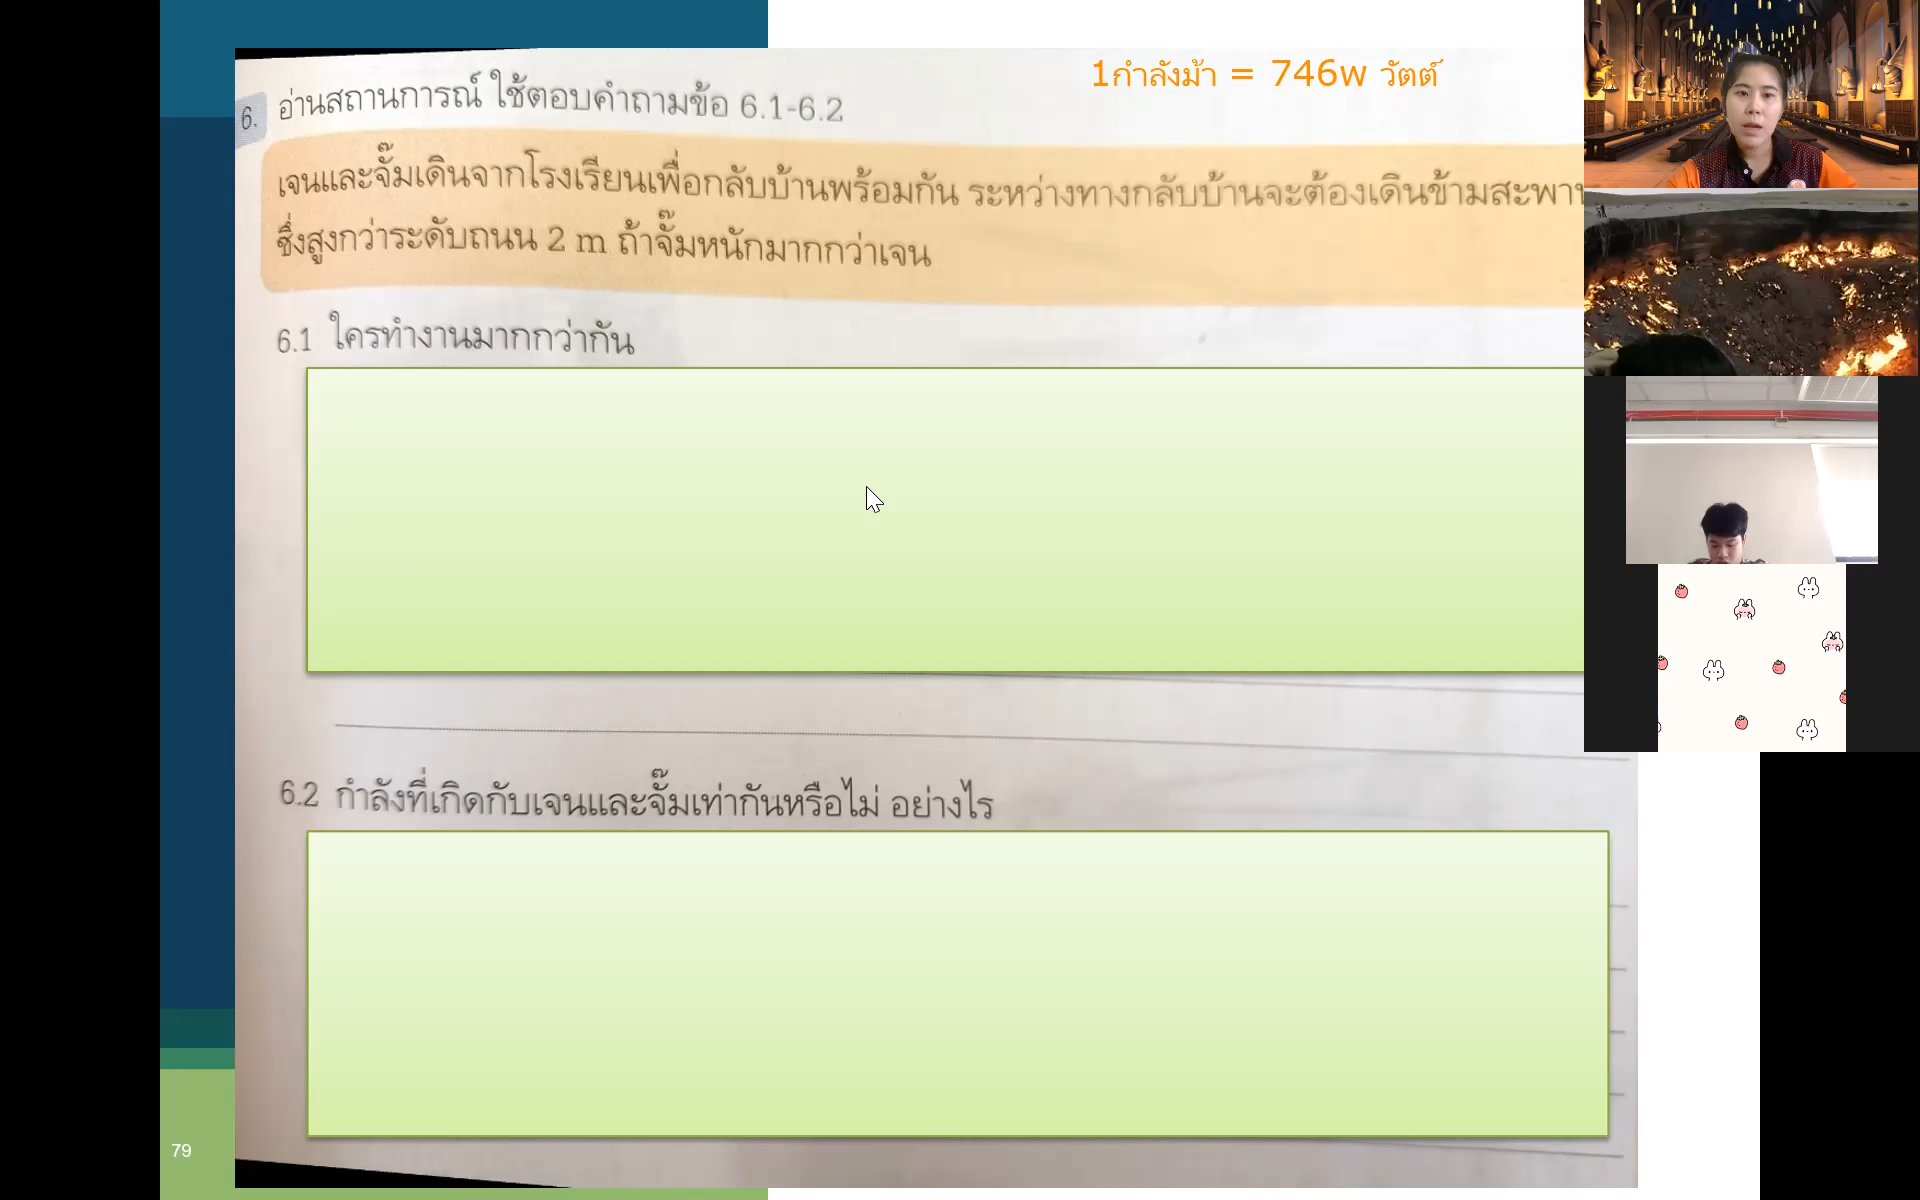 1กำลังม้า = 746w วัตต์
6. อ่านสถานการณ์ ใช้ตอบคำถามข้อ 6.1-6.2
เจนและจั๊มเดินจากโรงเรียนเพื่อกลับบ้านพร้อมกัน ระหว่างทางกลับบ้านจะต้องเดินข้ามสะพา
ซึ่งสูงกว่าระดับถนน 2 m ถ้าจั๊มหนักมากกว่าเจน
6.1 ใครทำงานมากกว่ากัน
6.2 กำลังที่เกิดกับเจนและจั๊มเท่ากันหรือไม่ อย่างไร
79